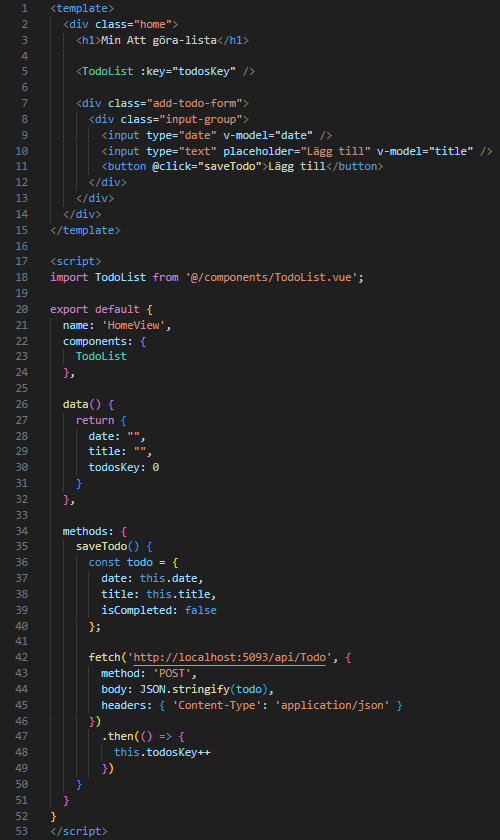 1 <template>
2   <div class="home">
3     <h1>Min Att göra-lista</h1>
4
5     <TodoList :key="todosKey" />
6
7     <div class="add-todo-form">
8       <div class="input-group">
9         <input type="date" v-model="date" />
10         <input type="text" placeholder="Lägg till" v-model="title" />
11         <button @click="saveTodo">Lägg till</button>
12       </div>
13     </div>
14   </div>
15 </template>
16
17 <script>
18 import TodoList from '@/components/TodoList.vue';
19
20 export default {
21   name: 'HomeView',
22   components: {
23     TodoList
24   },
25
26   data() {
27     return {
28       date: "",
29       title: "",
30       todosKey: 0
31     }
32   },
33
34   methods: {
35     saveTodo() {
36       const todo = {
37         date: this.date,
38         title: this.title,
39         isCompleted: false
40       };
41
42       fetch('http://localhost:5093/api/Todo', {
43         method: 'POST',
44         body: JSON.stringify(todo),
45         headers: { 'Content-Type': 'application/json' }
46       })
47         .then(() => {
48           this.todosKey++
49         })
50     }
51   }
52 }
53 </script>